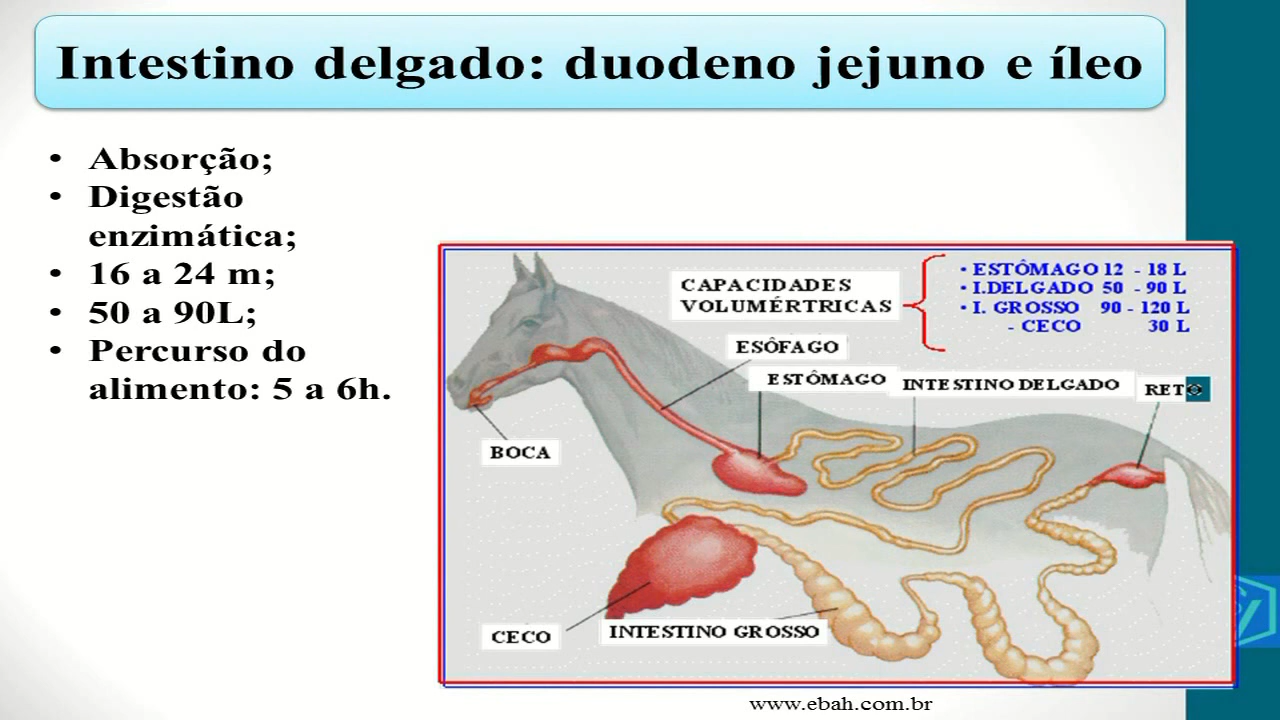 Intestino delgado: duodeno jejuno e íleo
• Absorção;
• Digestão
enzimática;
• 16 a 24 m;
• 50 a 90L;
• Percurso do
alimento: 5 a 6h.
CAPACIDADES
VOLUMÉRTRICAS
• ESTÔMAGO 12 - 18 L
• I.DELGADO 50 - 90 L
• I. GROSSO 90 - 120 L
- CECO 30 L
ESÔFAGO
ESTÔMAGO
INTESTINO DELGADO
RETO
BOCA
CECO
INTESTINO GROSSO
www.ebah.com.br